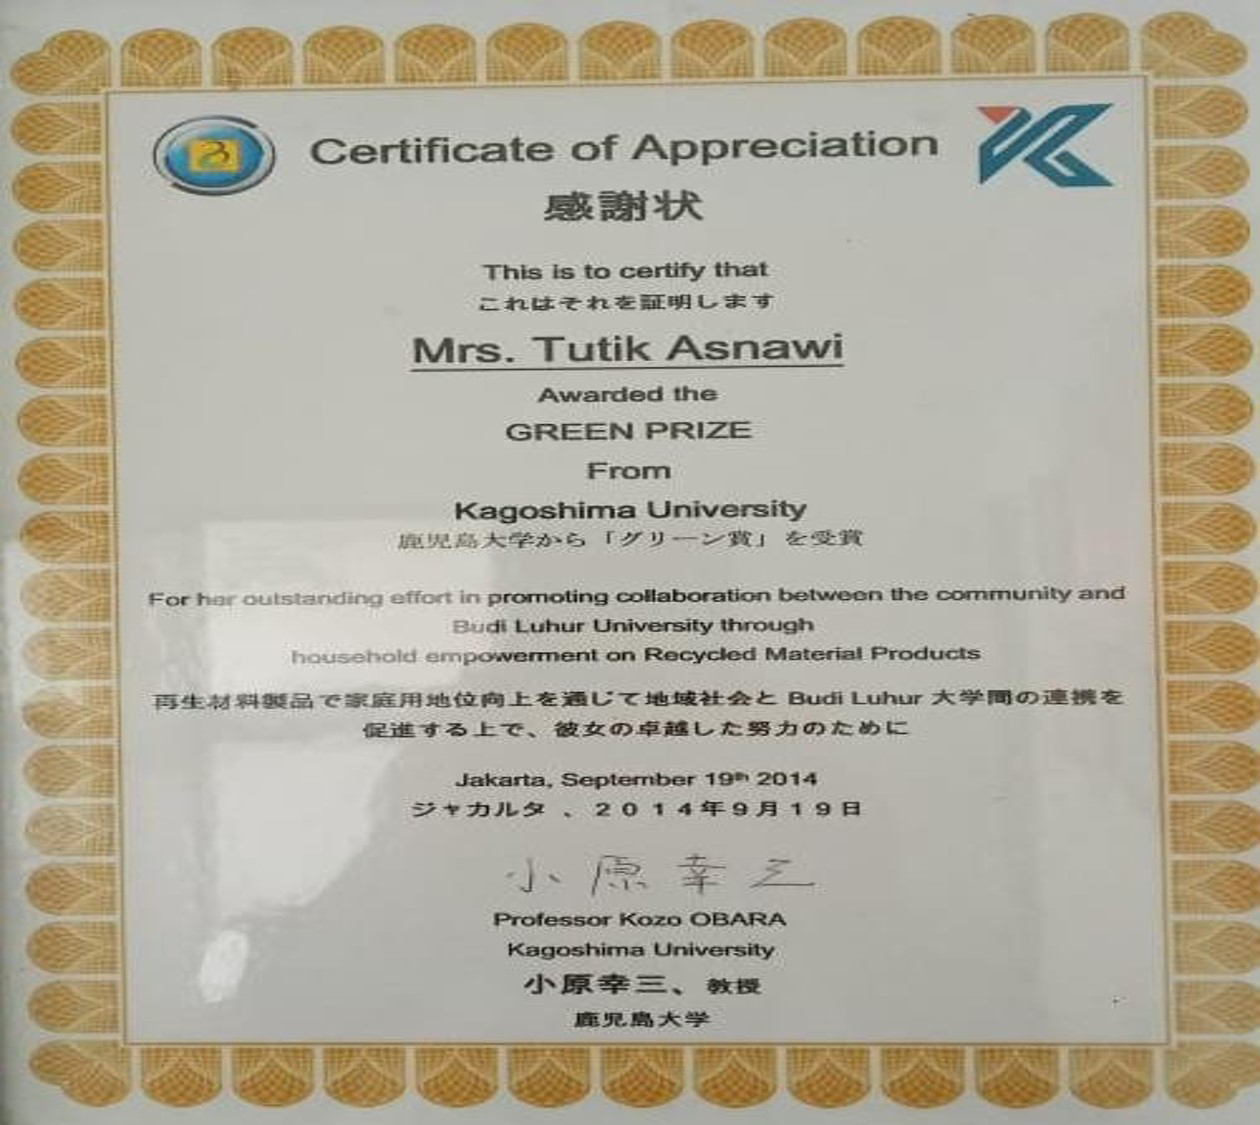 Certificate of Appreciation
感謝状
This is to certify that
これはそれを証明します
Mrs. Tutik Asnawi
Awarded the
GREEN PRIZE
From
Kagoshima University
鹿児島大学から「グリーン賞」を受賞
For her outstanding effort in promoting collaboration between the community and
Budi Luhur University through
household empowerment on Recycled Material Products
再生材料製品で家庭用地位向上を通じて地域社会と Budi Luhur 大学間の連携を
促進する上で、彼女の卓越した努力のために
Jakarta, September 19th 2014
ジャカルタ 、２０１４年９月１９日
小原幸三
Professor Kozo OBARA
Kagoshima University
小原幸三、教授
鹿児島大学